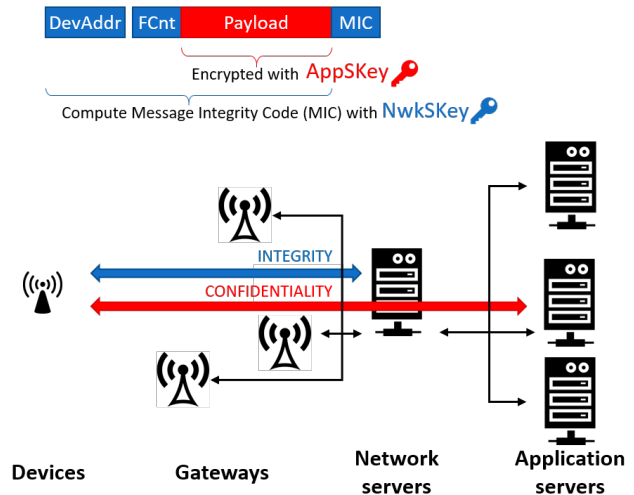 DevAddr FCnt Payload MIC
Encrypted with AppSKey
Compute Message Integrity Code (MIC) with NwkSKey
INTEGRITY
CONFIDENTIALITY
Devices Gateways Network servers Application servers